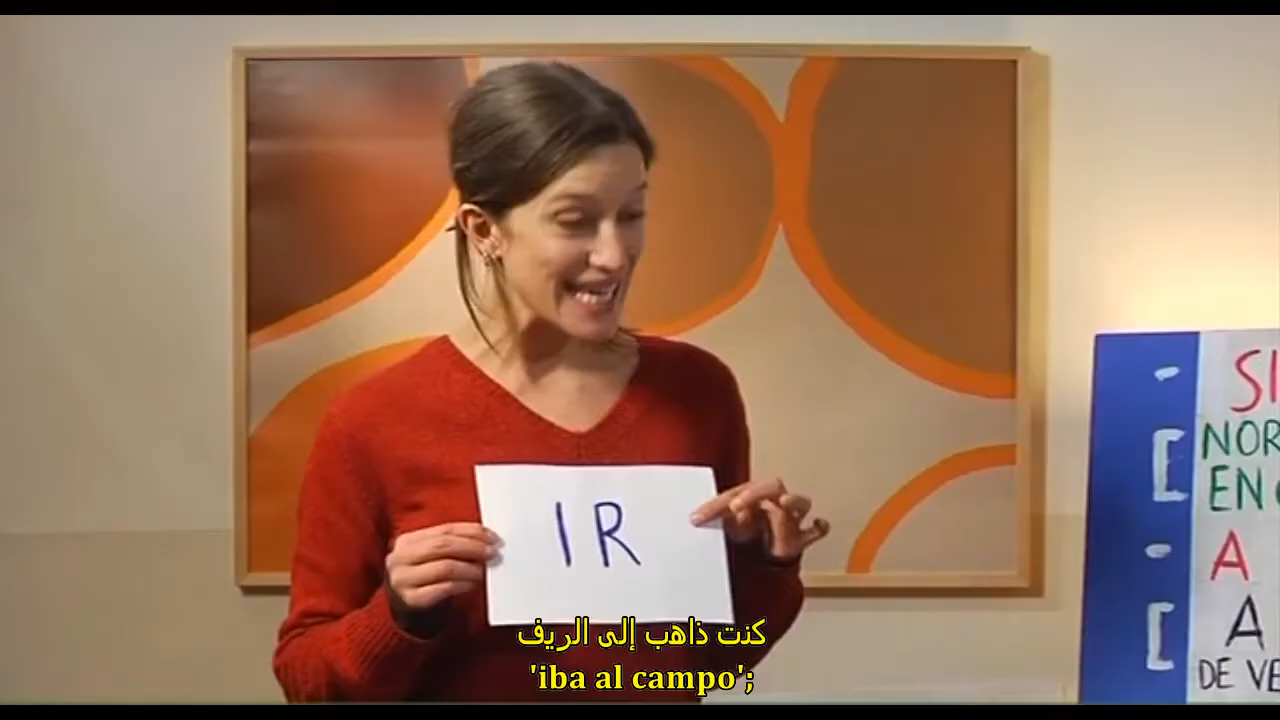 IR
SI
NOR
EN
A
A
DE VE
كنت ذاهب إلى الريف
'iba al campo';